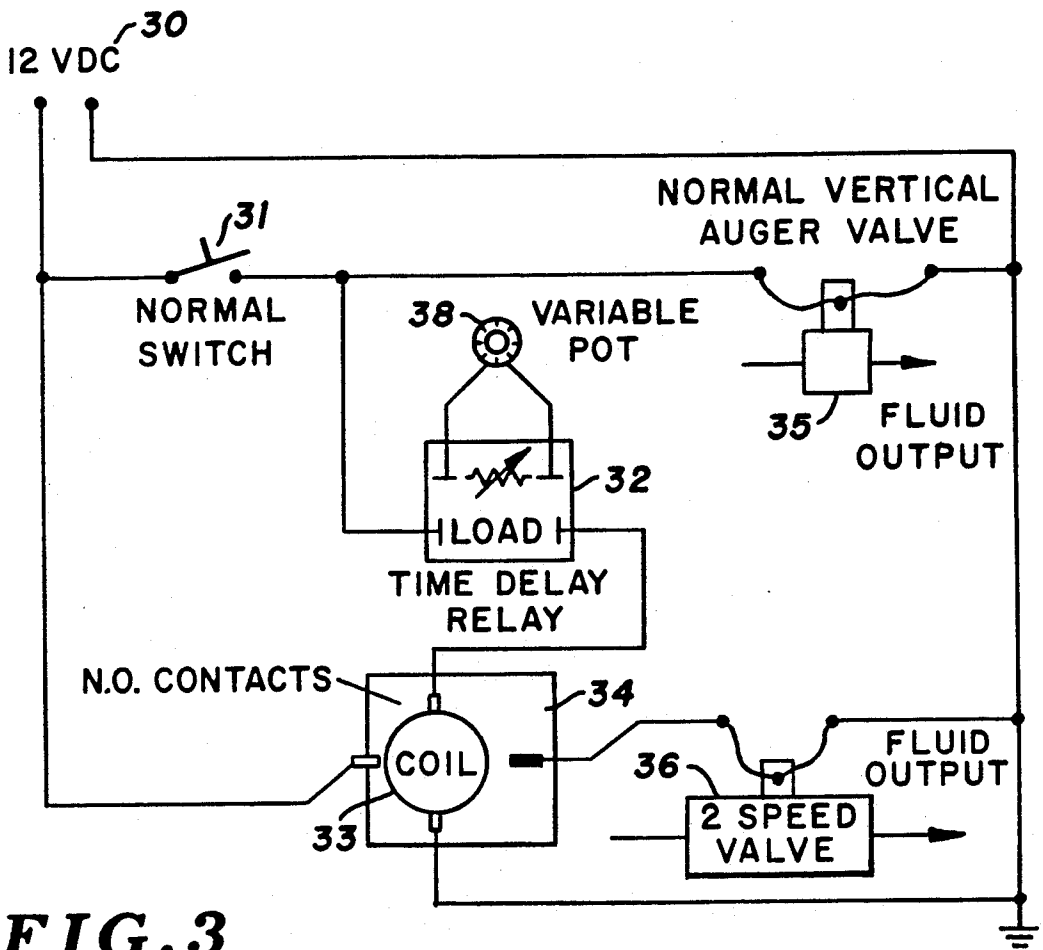 30
12 VDC
31
NORMAL
SWITCH
NORMAL VERTICAL
AUGER VALVE
38
VARIABLE
POT
35
FLUID
OUTPUT
32
LOAD
TIME DELAY
RELAY
N.O. CONTACTS
34
COIL
33
36
FLUID
OUTPUT
2 SPEED
VALVE
FIG.3